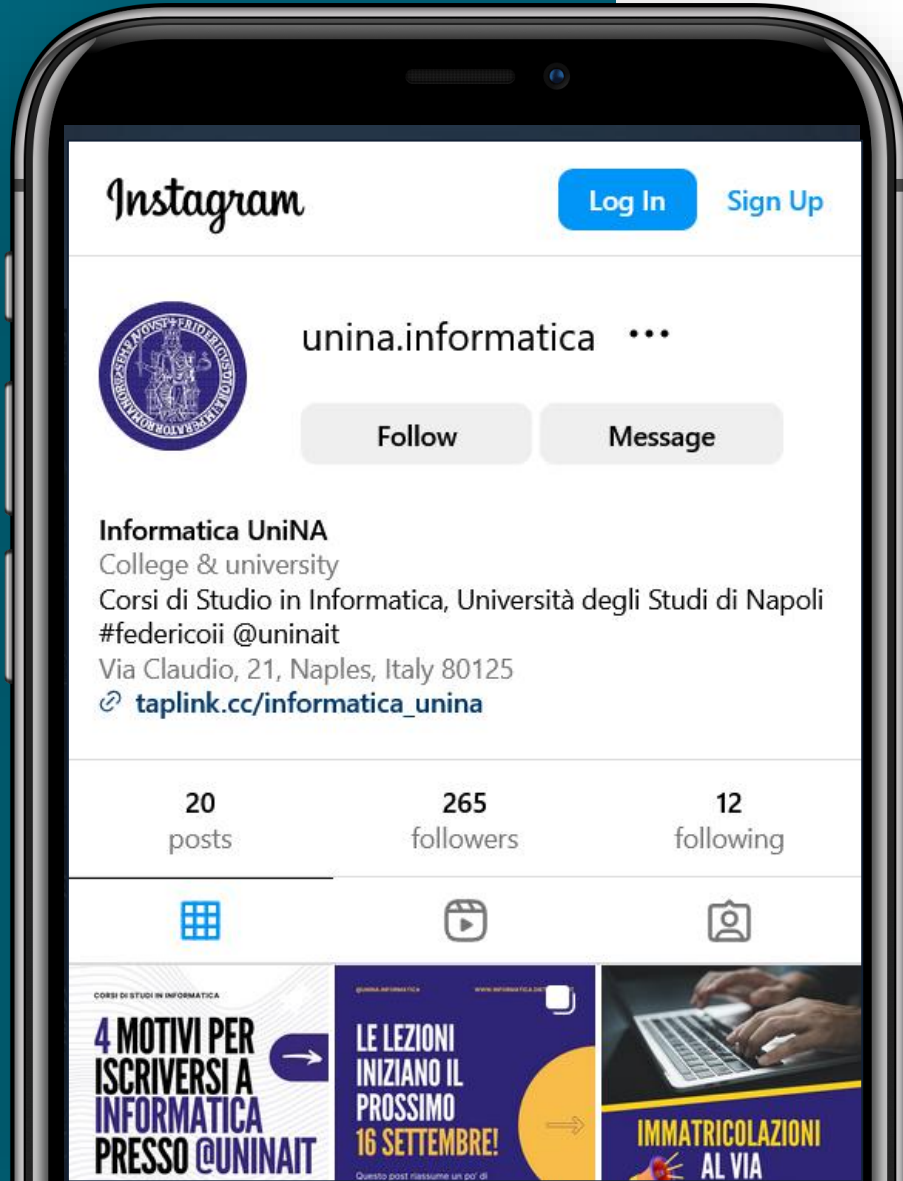 Instagram
Log In
Sign Up
unina.informatica
Follow
Message
Informatica UniNA
College & university
Corsi di Studio in Informatica, Università degli Studi di Napoli
#federicoii @uninait
Via Claudio, 21, Naples, Italy 80125
taplink.cc/informatica_unina
20
posts
265
followers
12
following
CORSI DI STUDI IN INFORMATICA
4 MOTIVI PER
ISCRIVERSI A
INFORMATICA
PRESSO @UNINAIT
@UNINA.INFORMATICA
LE LEZIONI
INIZIANO IL
PROSSIMO
16 SETTEMBRE!
Questo post riassume un po' di
IMMATRICOLAZIONI
AL VIA